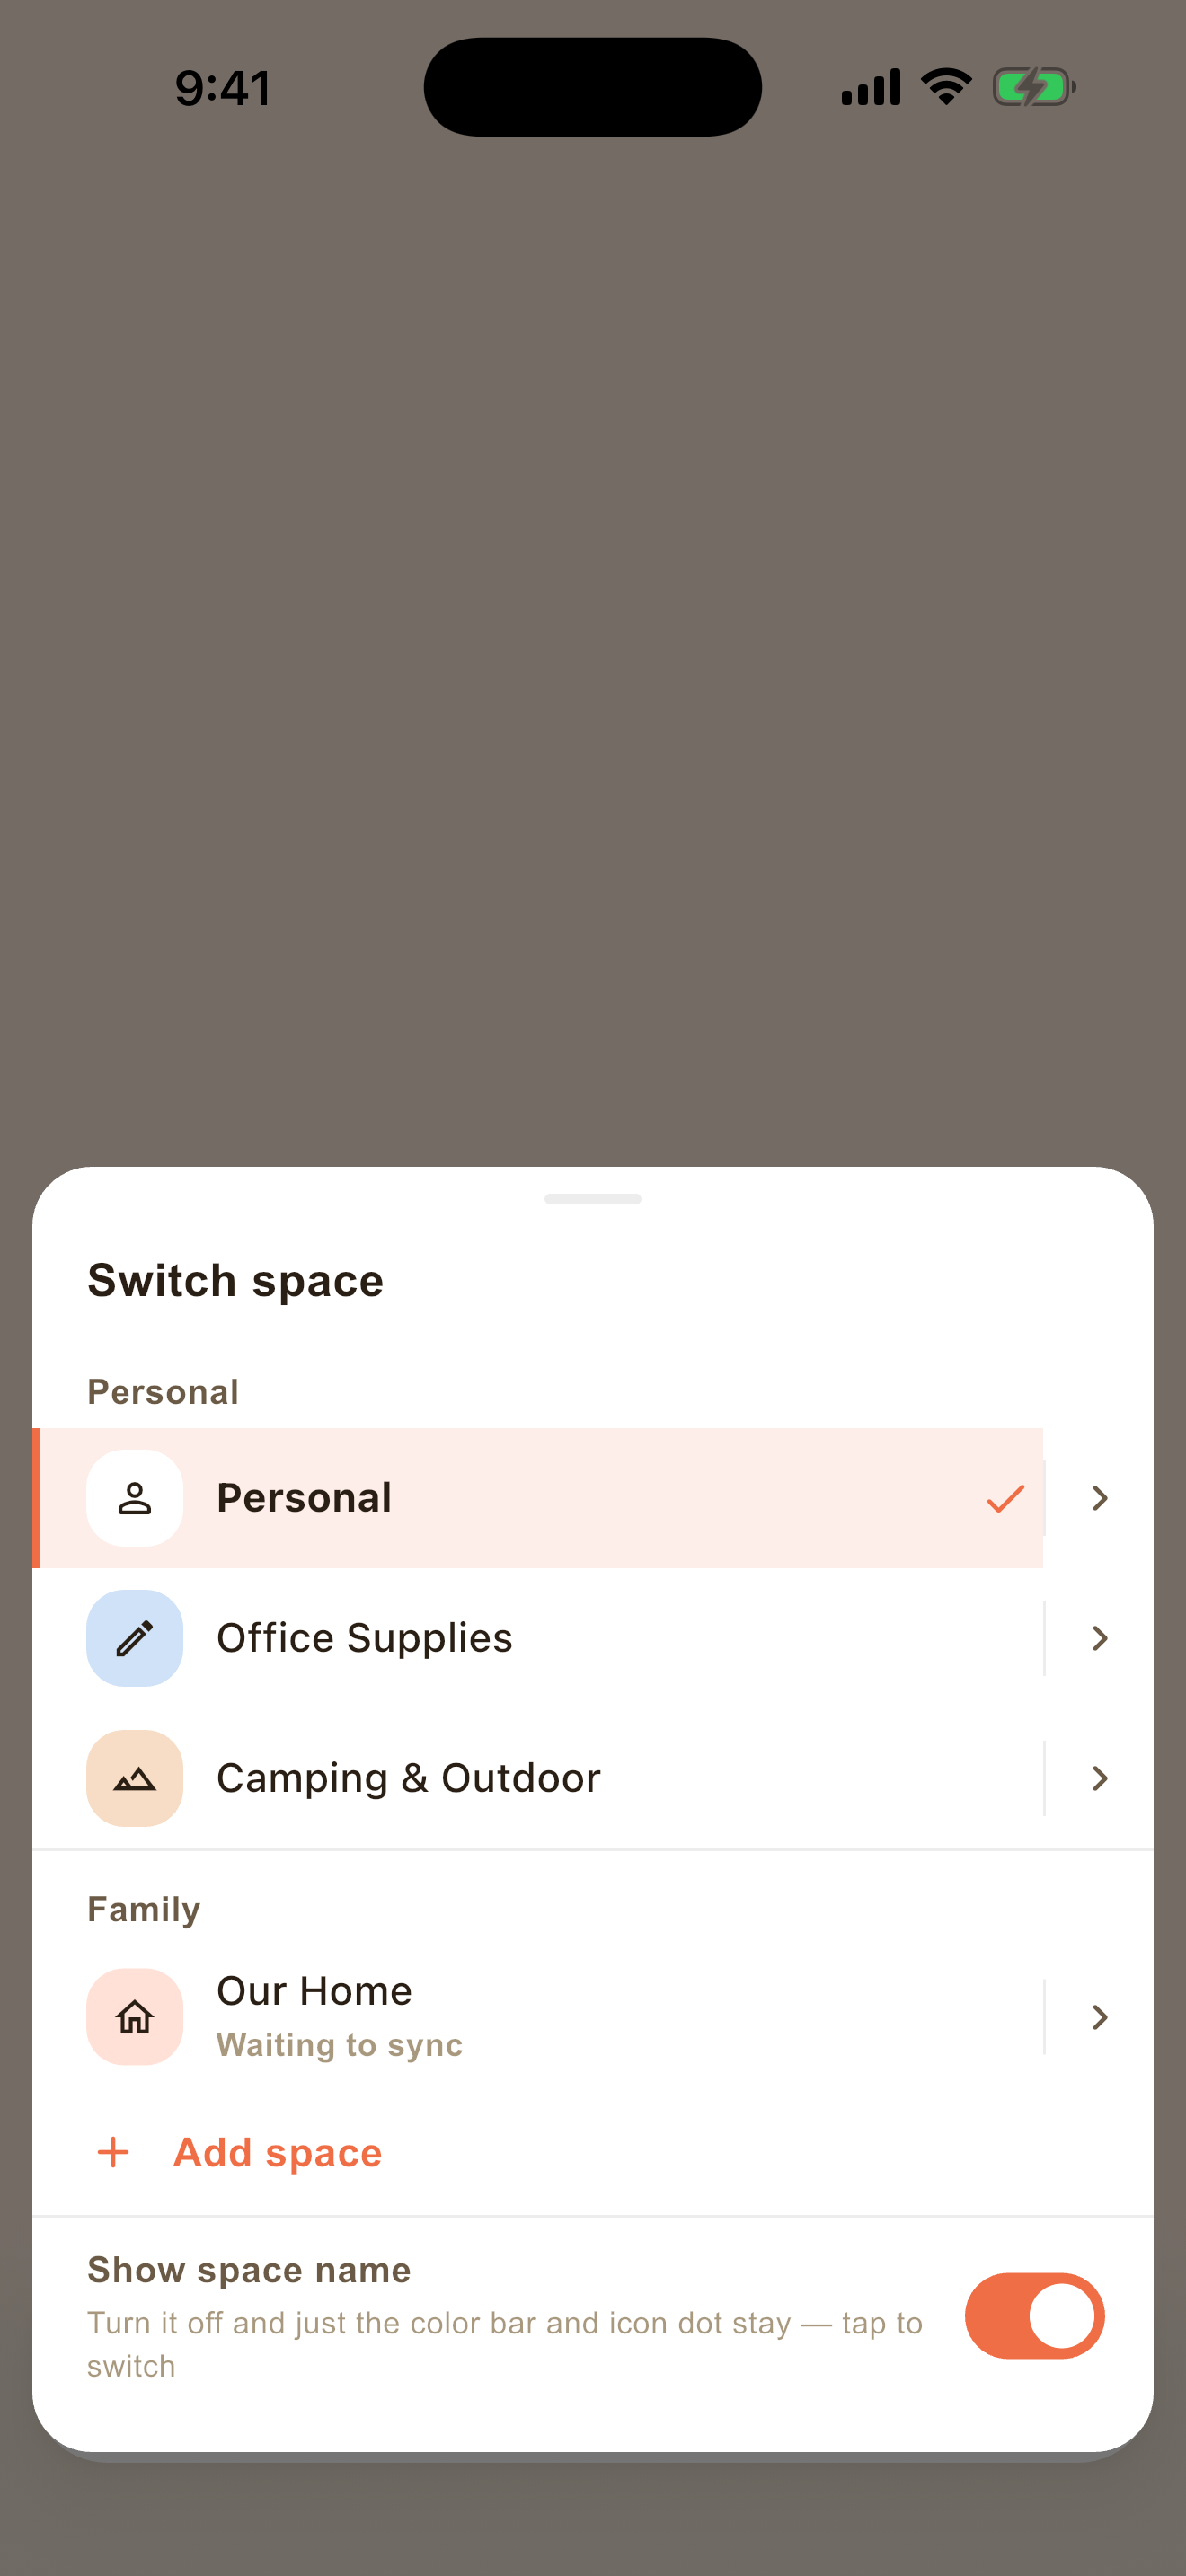 9:41
Switch space
Personal
Personal
Office Supplies
Camping & Outdoor
Family
Our Home
Waiting to sync
Add space
Show space name
Turn it off and just the color bar and icon dot stay — tap to
switch